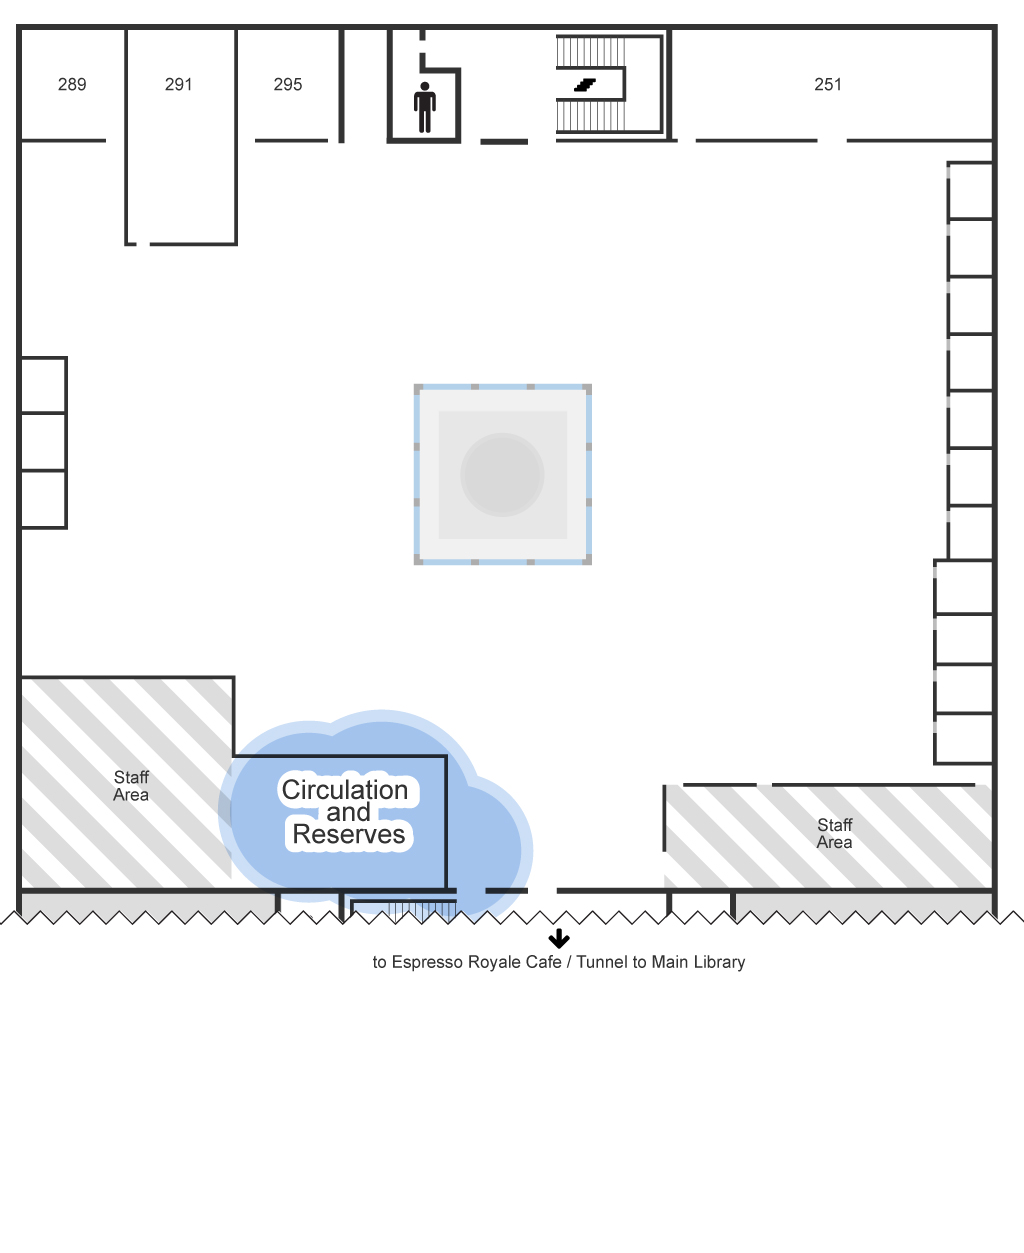 289
291
295
251
Staff
Area
Circulation
and
Reserves
Staff
Area
to Espresso Royale Cafe / Tunnel to Main Library